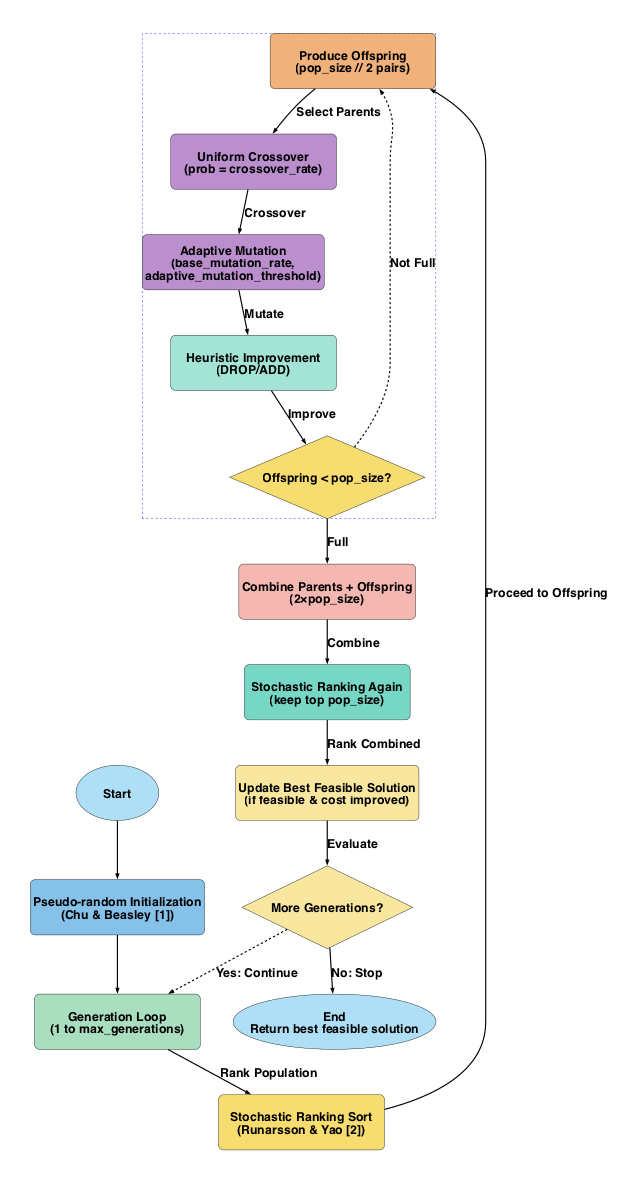 Produce Offspring
(pop_size // 2 pairs)
Select Parents
Uniform Crossover
(prob = crossover_rate)
Crossover
Adaptive Mutation
(base_mutation_rate,
adaptive_mutation_threshold)
Not Full
Mutate
Heuristic Improvement
(DROP/ADD)
Improve
Offspring < pop_size?
Full
Combine Parents + Offspring
(2×pop_size)
Proceed to Offspring
Combine
Stochastic Ranking Again
(keep top pop_size)
Rank Combined
Update Best Feasible Solution
(if feasible & cost improved)
Start
Evaluate
Pseudo-random Initialization
(Chu & Beasley [1])
More Generations?
Yes: Continue
No: Stop
Generation Loop
(1 to max_generations)
End
Return best feasible solution
Rank Population
Stochastic Ranking Sort
(Runarsson & Yao [2])